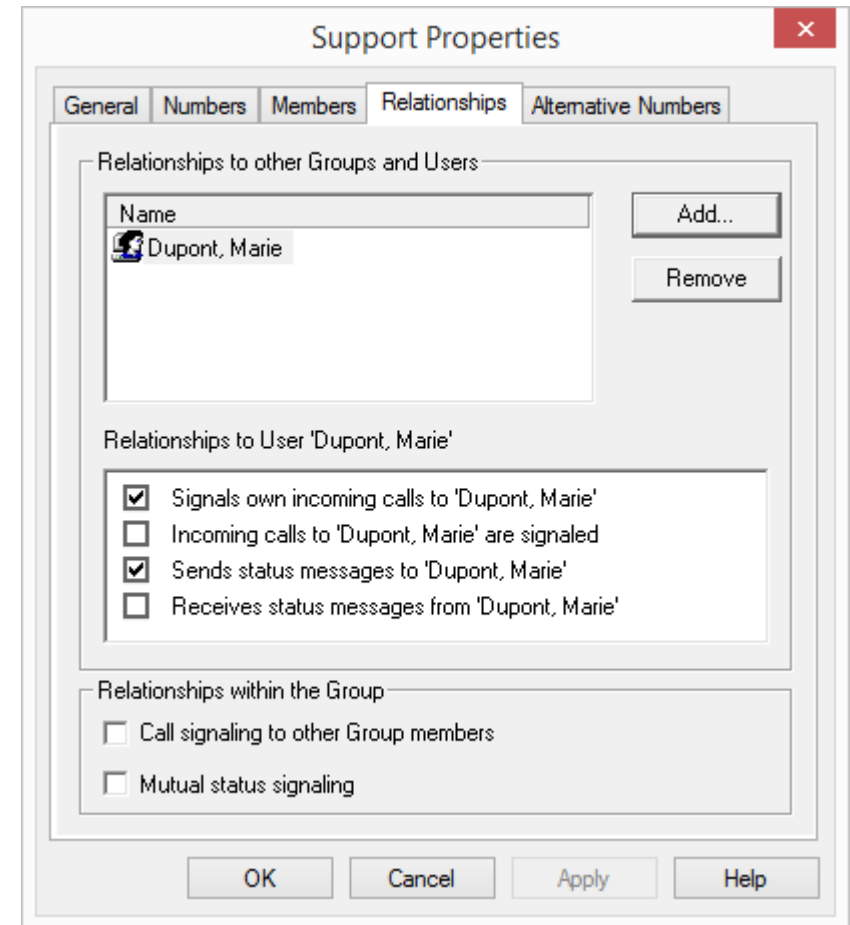 Support Properties
General Numbers Members Relationships Alternative Numbers
Relationships to other Groups and Users
Name Add...
Dupont, Marie
Remove
Relationships to User 'Dupont, Marie'
Signals own incoming calls to 'Dupont, Marie'
Incoming calls to 'Dupont, Marie' are signaled
Sends status messages to 'Dupont, Marie'
Receives status messages from 'Dupont, Marie'
Relationships within the Group
Call signaling to other Group members
Mutual status signaling
OK Cancel Apply Help